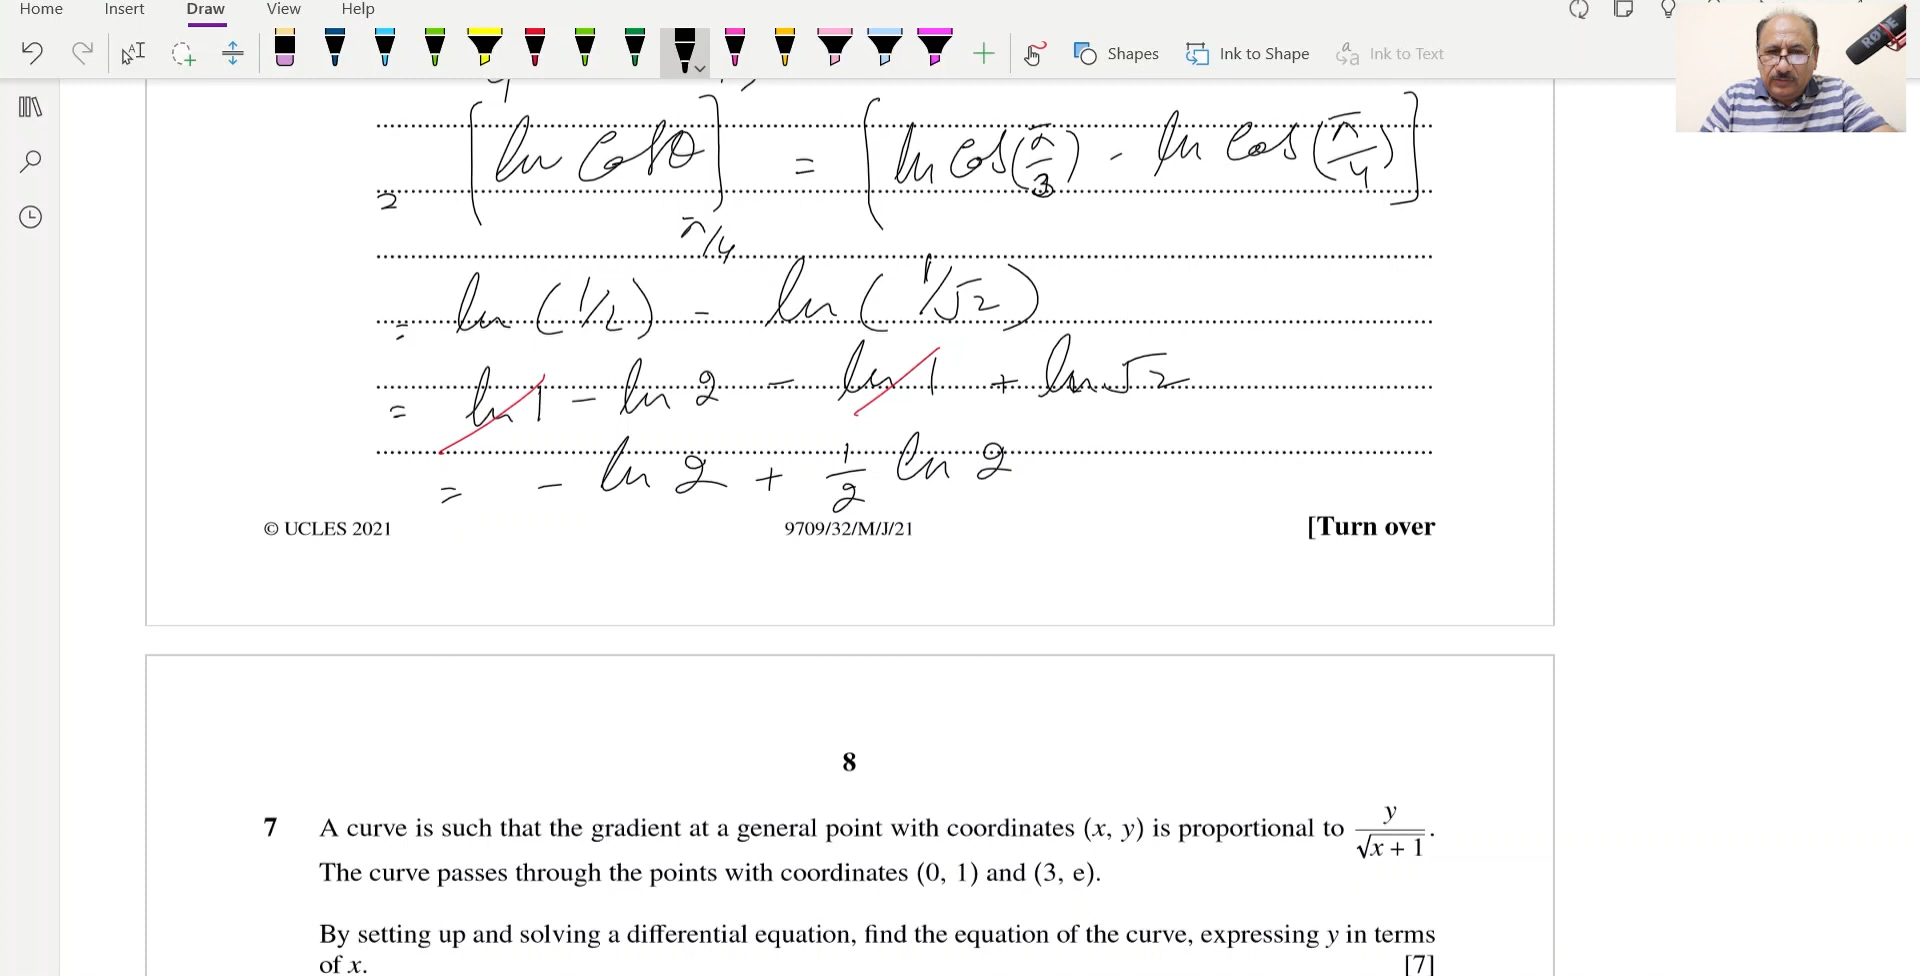 Home Insert Draw View Help
Shapes Ink to Shape Ink to Text
RODE
[ln cosθ] = [ln cos(π/3) - ln cos(π/4)]
2
π/4
= ln (1/2) - ln (1/√2)
= ln 1 - ln 2 - ln 1 + ln √2
= - ln 2 + 1/2 ln 2
© UCLES 2021 9709/32/M/J/21 [Turn over
8
7 A curve is such that the gradient at a general point with coordinates (x, y) is proportional to y/√x + 1.
The curve passes through the points with coordinates (0, 1) and (3, e).
By setting up and solving a differential equation, find the equation of the curve, expressing y in terms
of x. [7]